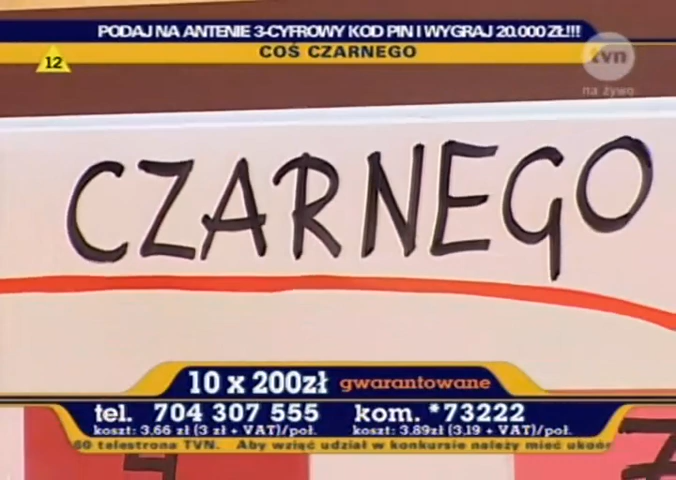 PODAJ NA ANTENIE 3-CYFROWY KOD PIN I WYGRAJ 20.000 ZŁ!!!
COŚ CZARNEGO
12
tvn
na żywo
CZARNEGO
10 x 200zł gwarantowane
tel. 704 307 555 kom. *73222
koszt: 3,66 zł (3 zł + VAT)/poł. koszt: 3,89zł (3,19 + VAT)/poł.
60 telestrona TVN. Aby wziąć udział w konkursie należy mieć ukoń